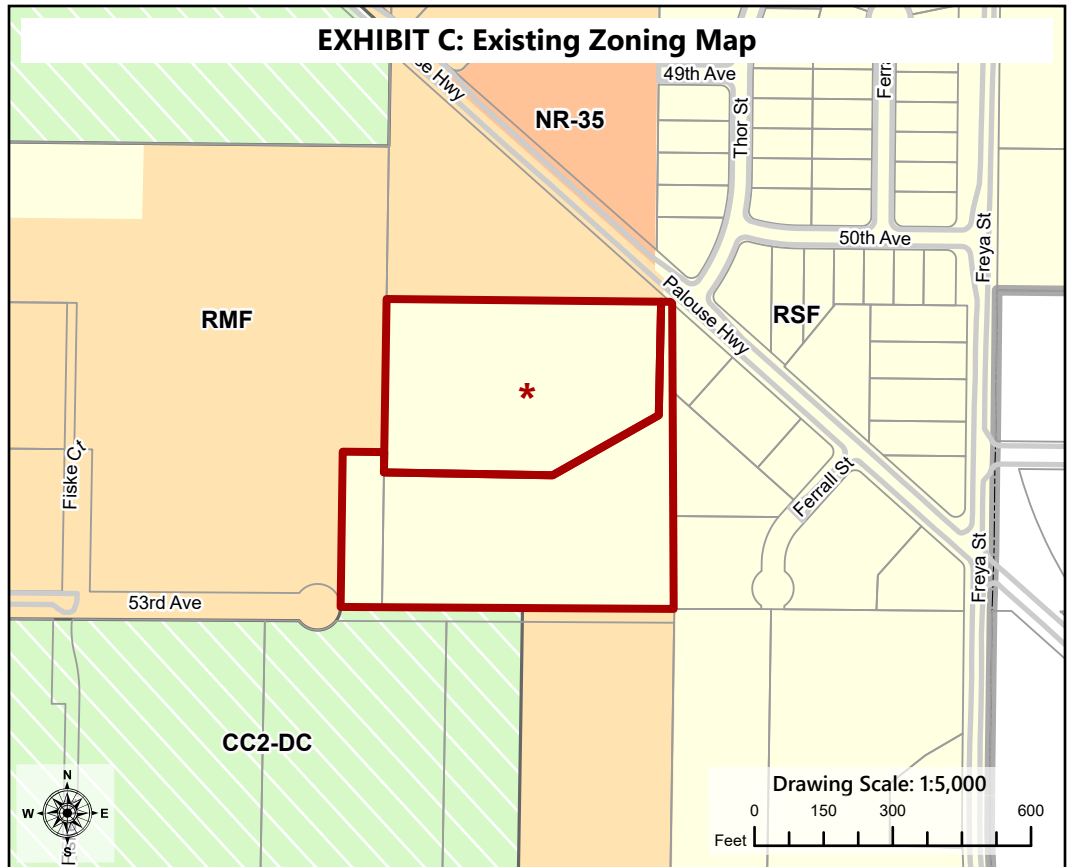 EXHIBIT C: Existing Zoning Map
49th Ave
Thor St
NR-35
50th Ave
Freya St
RMF
Palouse Hwy
RSF
*
Fiske Ct
Ferrall St
Freya St
53rd Ave
CC2-DC
N
W E
S
Drawing Scale: 1:5,000
0 150 300 600
Feet